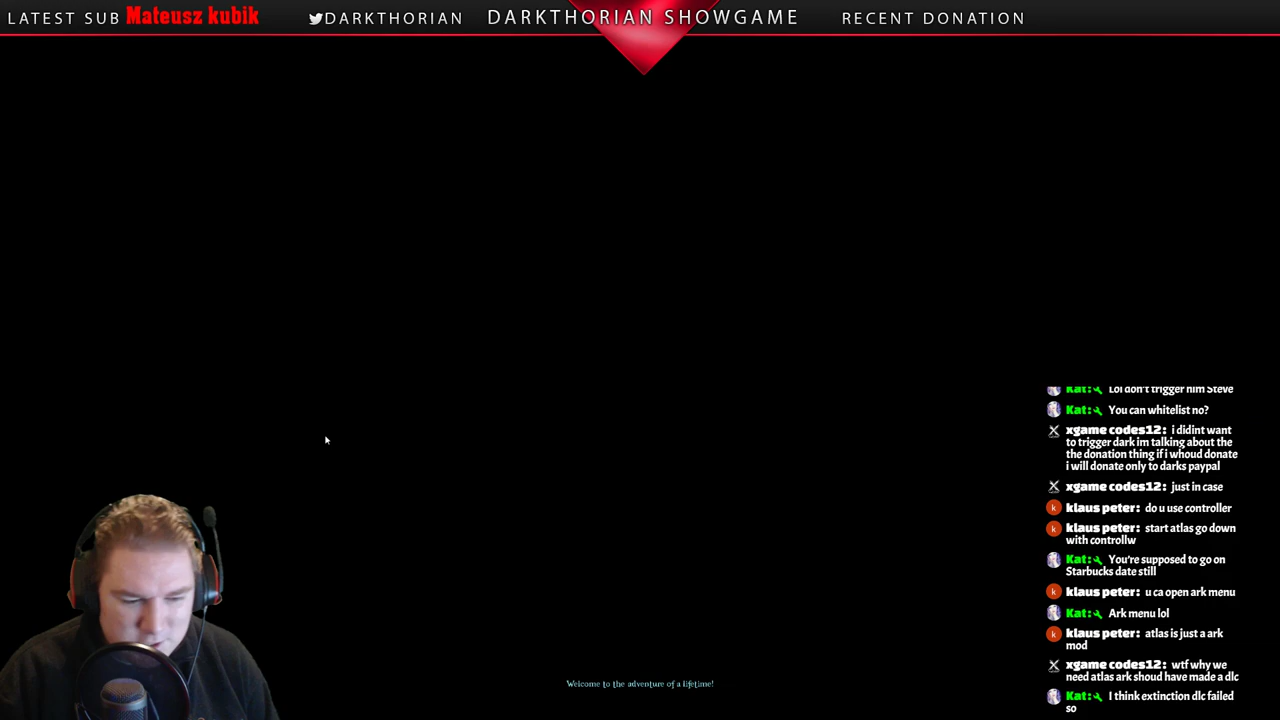 LATEST SUB Mateusz kubik DARKTHORIAN DARKTHORIAN SHOWGAME RECENT DONATION
Kat: Lol don't trigger him Steve
Kat: You can whitelist no?
xgame codes12: i didint want
to trigger dark im talking about the
the donation thing if i whoud donate
i will donate only to darks paypal
xgame codes12: just in case
klaus peter: do u use controller
klaus peter: start atlas go down
with controllw
Kat: You're supposed to go on
Starbucks date still
klaus peter: u ca open ark menu
Kat: Ark menu lol
klaus peter: atlas is just a ark
mod
xgame codes12: wtf why we
need atlas ark shoud have made a dlc
Kat: I think extinction dlc failed
so
Welcome to the adventure of a lifetime!